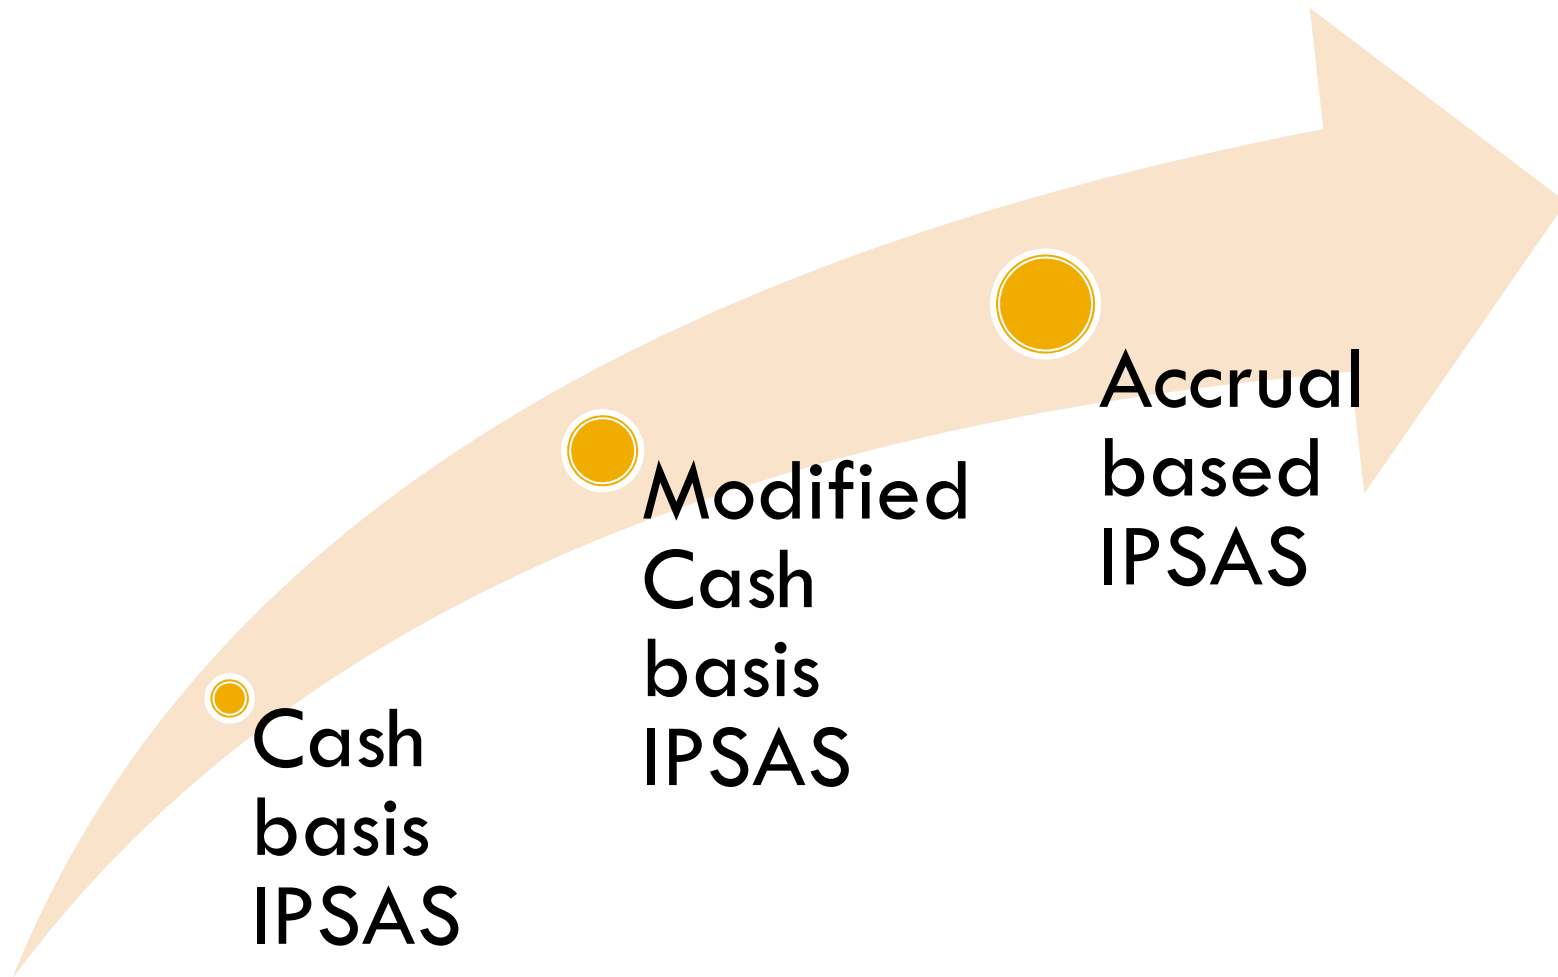 Cash
basis
IPSAS
Modified
Cash
basis
IPSAS
Accrual
based
IPSAS